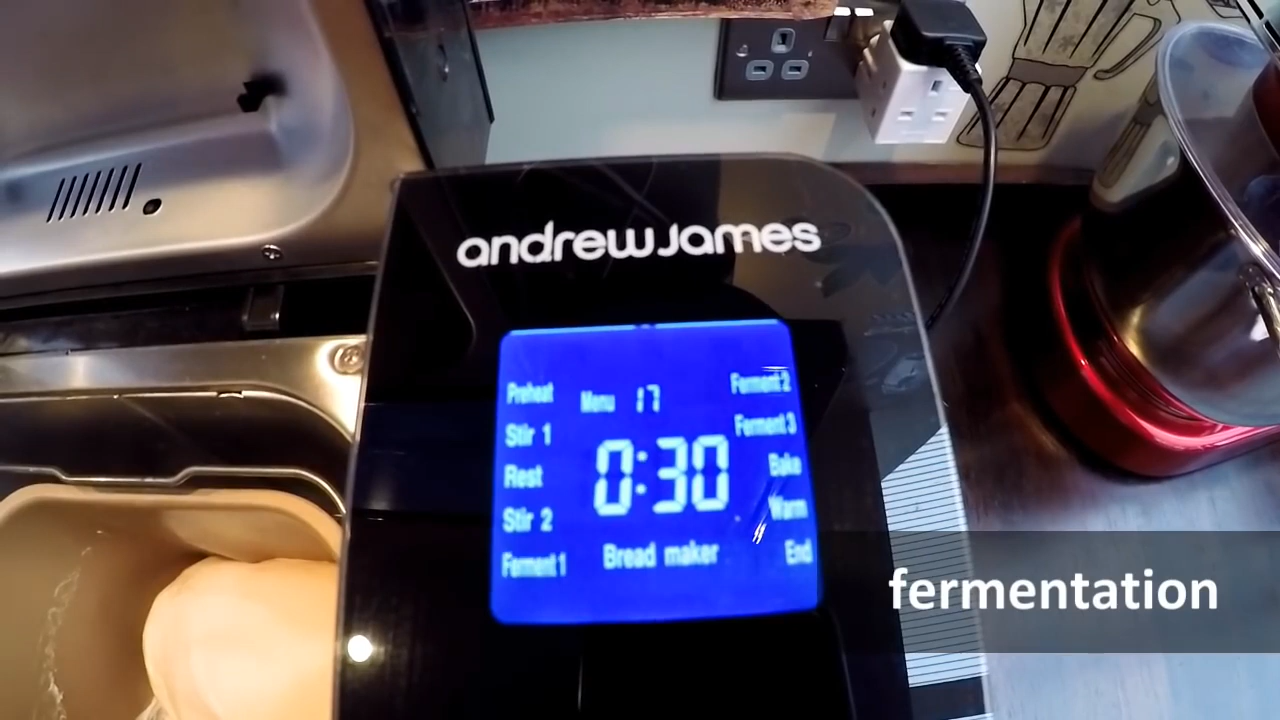 andrew james
Preheat
Menu 17
Ferment 2
Stir 1
Ferment 3
Rest
0:30
Bake
Stir 2
Warm
Ferment 1
Bread maker
End
fermentation